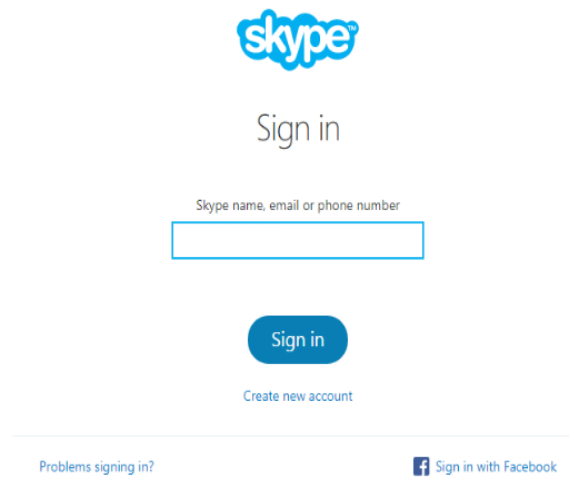 skype
Sign in
Skype name, email or phone number
Sign in
Create new account
Problems signing in?
Sign in with Facebook